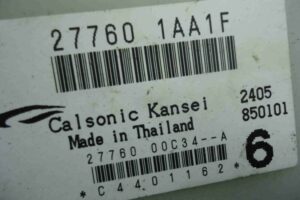 27760 1AA1F
Calsonic Kansei 2405
Made in Thailand 850101
27760 00C34--A
*C4401162*
6